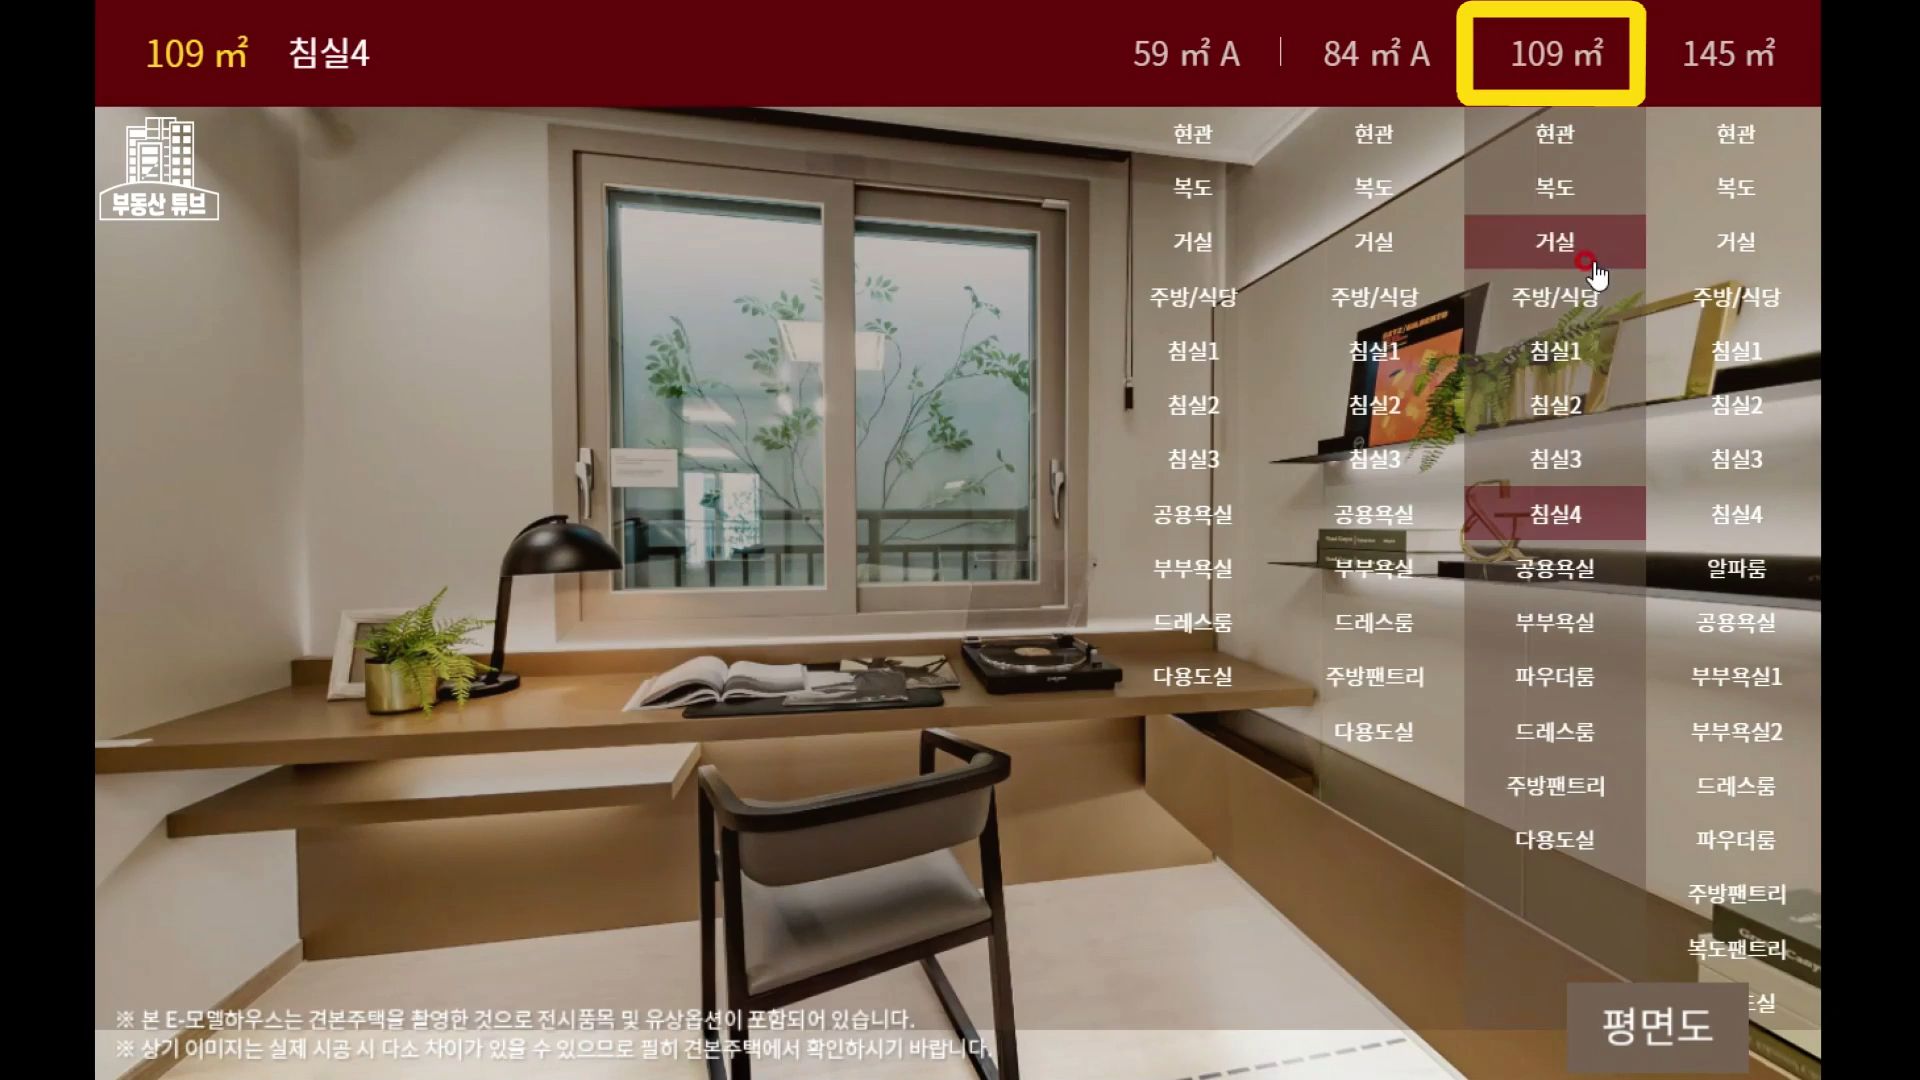 109 ㎡ 침실4
59 ㎡ A
84 ㎡ A
109 ㎡
145 ㎡
부동산 튜브
현관
복도
거실
주방/식당
침실1
침실2
침실3
공용욕실
부부욕실
드레스룸
다용도실
현관
복도
거실
주방/식당
침실1
침실2
침실3
공용욕실
부부욕실
드레스룸
주방팬트리
다용도실
현관
복도
거실
주방/식당
침실1
침실2
침실3
침실4
공용욕실
부부욕실
파우더룸
드레스룸
주방팬트리
다용도실
현관
복도
거실
주방/식당
침실1
침실2
침실3
침실4
알파룸
공용욕실
부부욕실1
부부욕실2
드레스룸
파우더룸
주방팬트리
복도팬트리
도실
평면도
※ 본 E-모델하우스는 견본주택을 촬영한 것으로 전시품목 및 유상옵션이 포함되어 있습니다.
※ 상기 이미지는 실제 시공 시 다소 차이가 있을 수 있으므로 필히 견본주택에서 확인하시기 바랍니다.